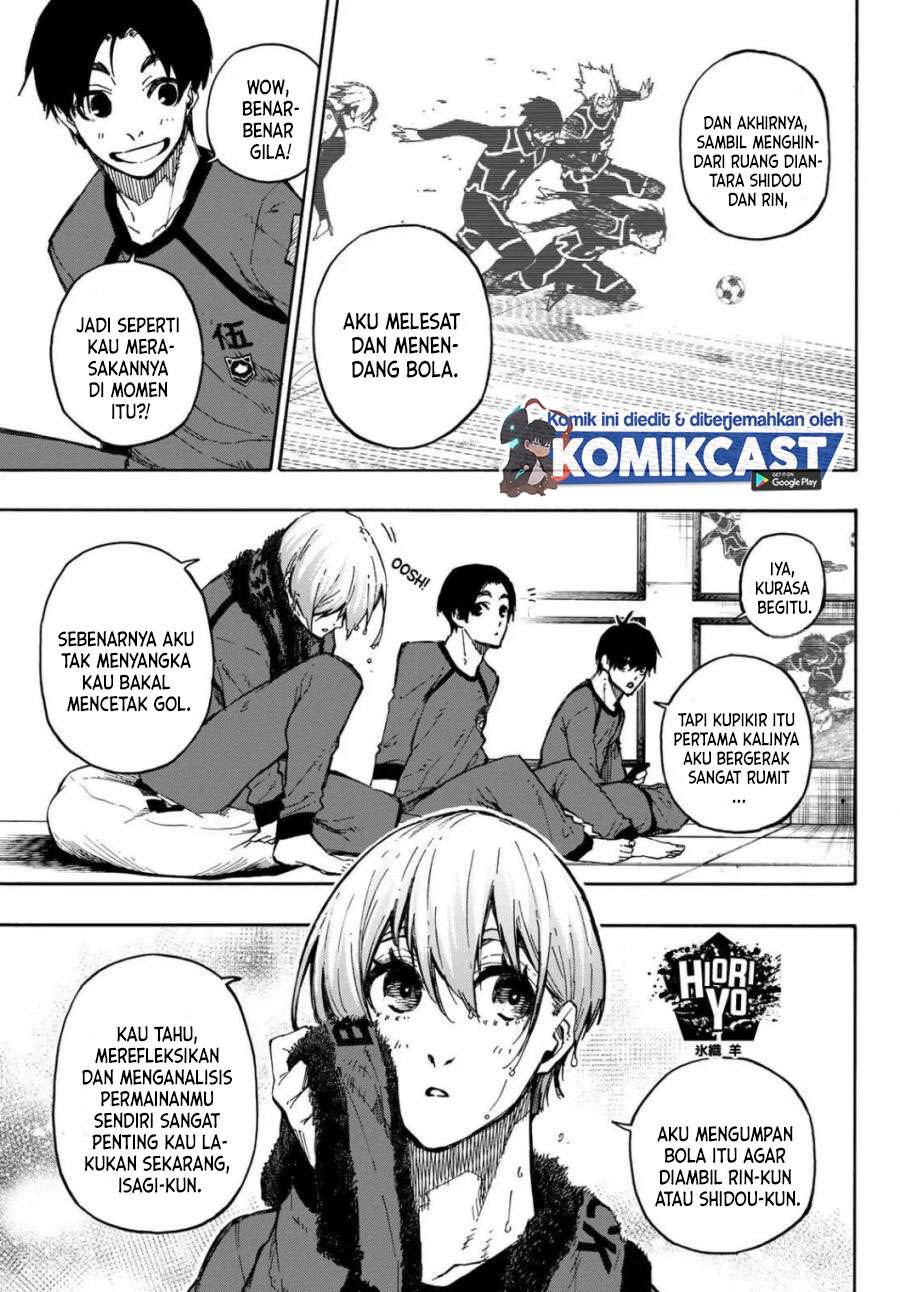 DAN AKHIRNYA,
SAMBIL MENGHIN-
DARI RUANG DIAN-
TARA SHIDOU
DAN RIN,
AKU MELESAT
DAN MENEN-
DANG BOLA.
WOW,
BENAR-
BENAR
GILA!
JADI SEPERTI
KAU MERA-
SAKANNYA
DI MOMEN
ITU?!
伍
Komik ini diedit & diterjemahkan oleh
KOMIKCAST
GET IT ON
Google Play
IYA,
KURASA
BEGITU.
TAPI KUPIKIR ITU
PERTAMA KALINYA
AKU BERGERAK
SANGAT RUMIT
...
OOSH!
SEBENARNYA AKU
TAK MENYANGKA
KAU BAKAL
MENCETAK GOL.
HIORI
YO
氷織 羊
AKU MENGUMPAN
BOLA ITU AGAR
DIAMBIL RIN-KUN
ATAU SHIDOU-KUN.
KAU TAHU,
MEREFLEKSIKAN
DAN MENGANALISIS
PERMAINANMU
SENDIRI SANGAT
PENTING KAU LA-
KUKAN SEKARANG,
ISAGI-KUN.